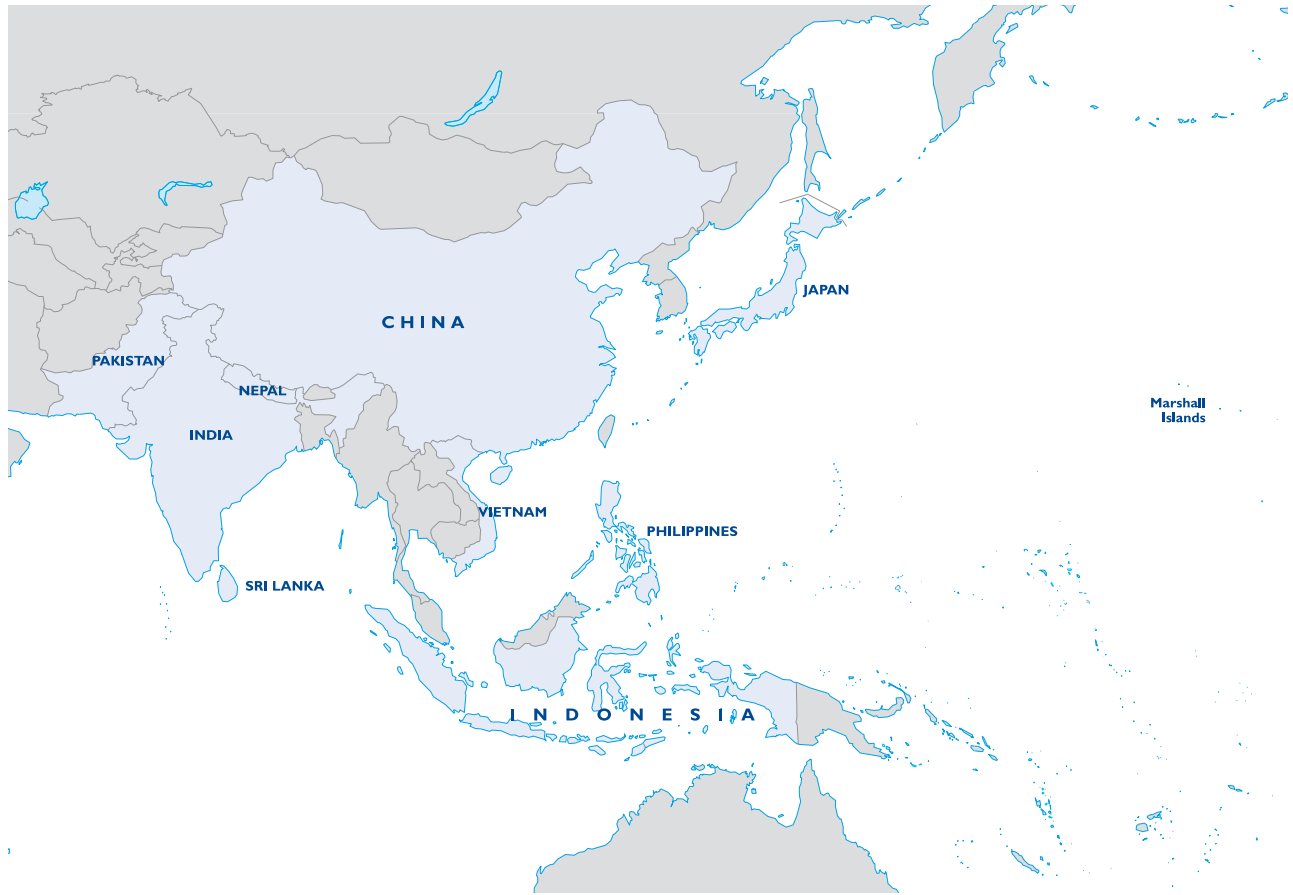 JAPAN
CHINA
PAKISTAN
NEPAL
Marshall
Islands
INDIA
VIETNAM
PHILIPPINES
SRI LANKA
INDONESIA